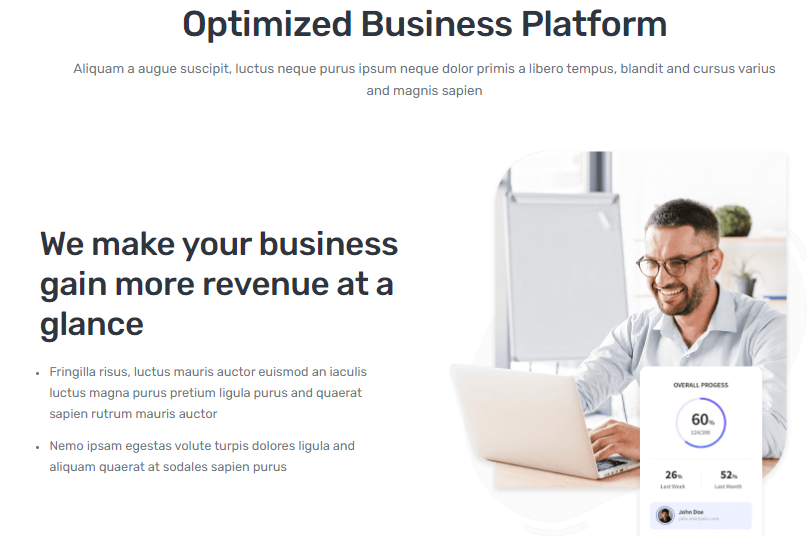 Optimized Business Platform
Aliquam a augue suscipit, luctus neque purus ipsum neque dolor primis a libero tempus, blandit and cursus varius
and magnis sapien
We make your business
gain more revenue at a
glance
Fringilla risus, luctus mauris auctor euismod an iaculis
luctus magna purus pretium ligula purus and quaerat
sapien rutrum mauris auctor
Nemo ipsam egestas volute turpis dolores ligula and
aliquam quaerat at sodales sapien purus
OVERALL PROGESS
60%
124/200
26% 52%
Last Week Last Month
John Doe